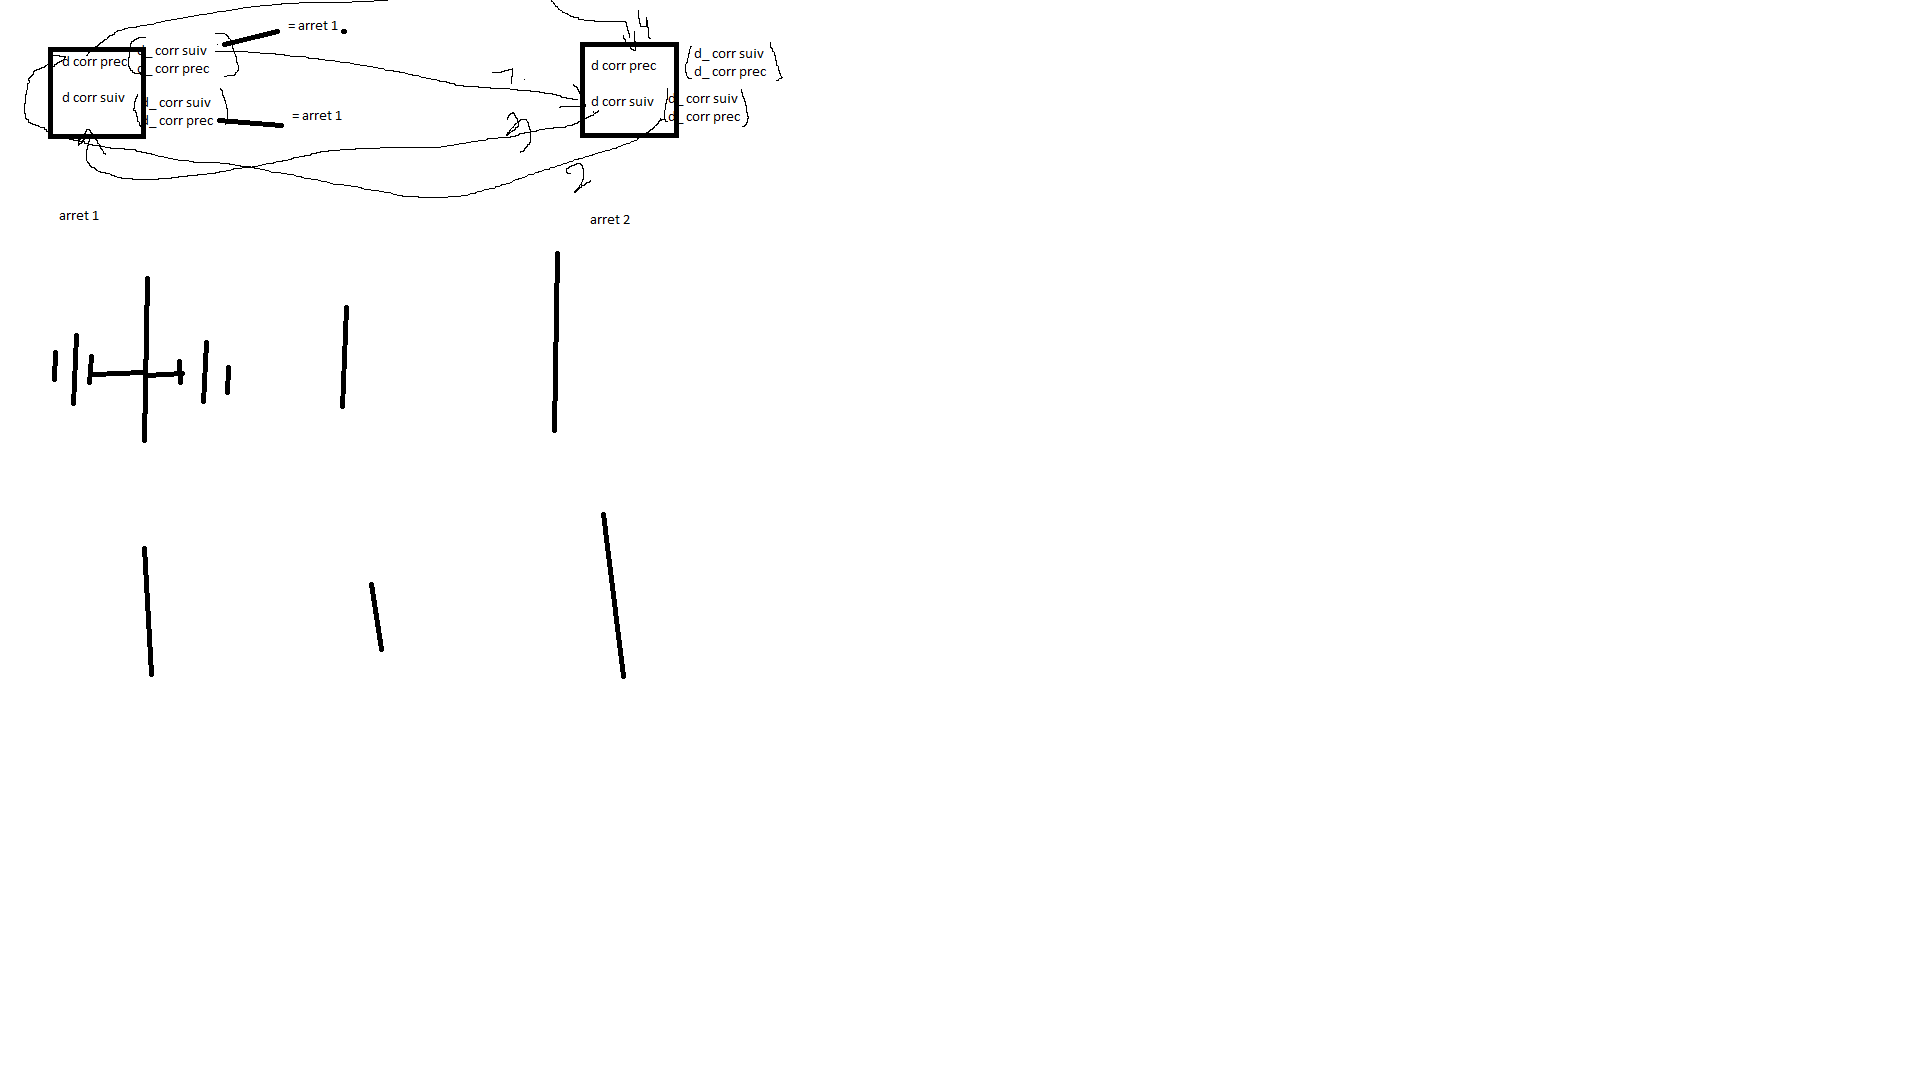 = arret 1
d corr prec
d_ corr suiv
d_ corr prec
d corr suiv
d_ corr suiv
d_ corr prec
= arret 1
1
3
2
4
d corr prec
d_ corr suiv
d_ corr prec
d corr suiv
d_ corr suiv
d_ corr prec
arret 1
arret 2